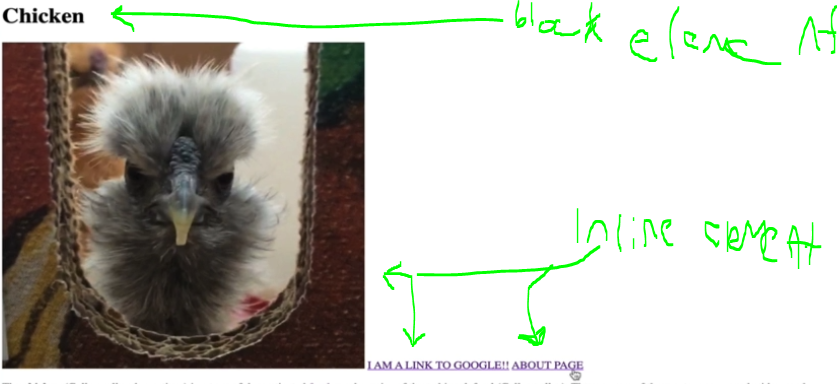 Chicken
block element
Inline element
I AM A LINK TO GOOGLE!! ABOUT PAGE